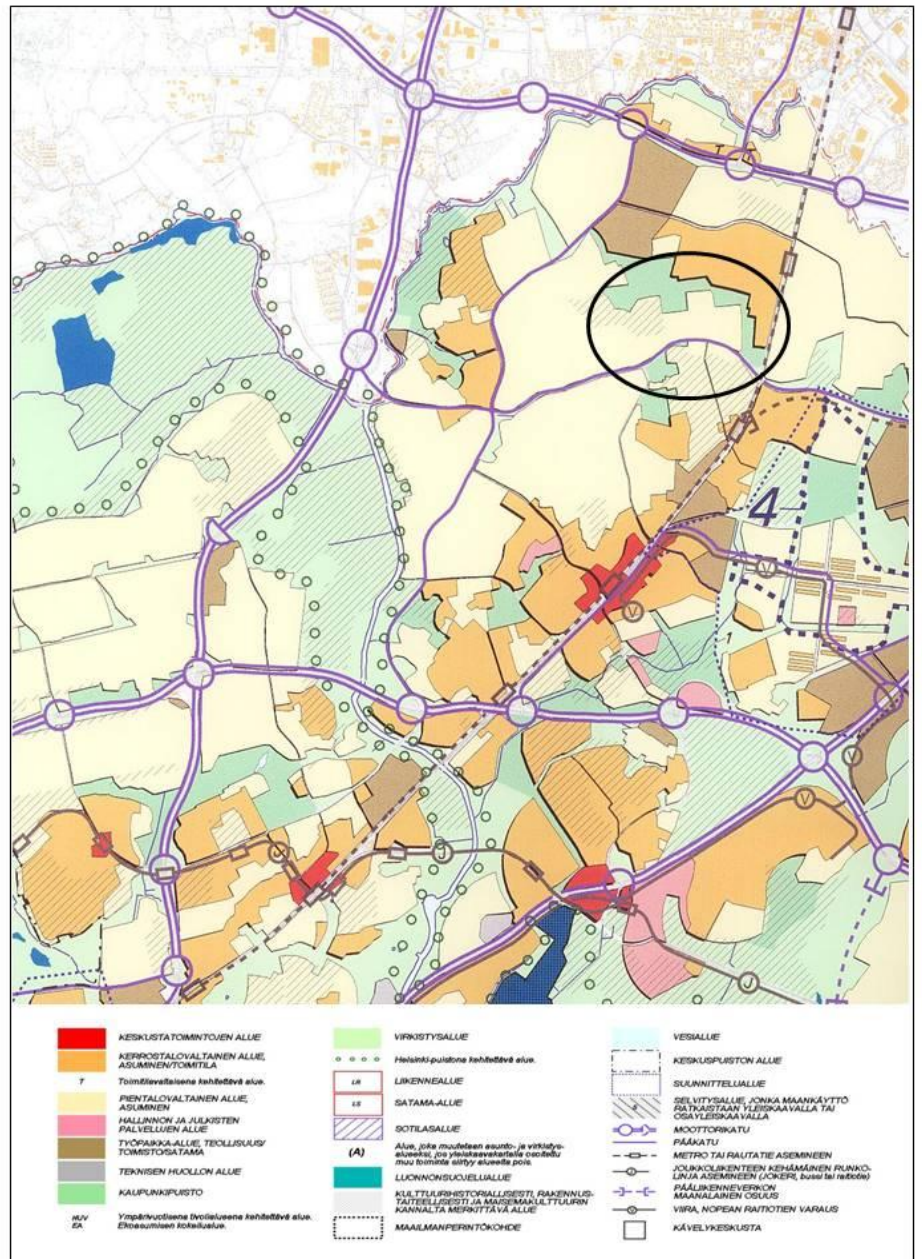 T
4
1
V
V
V
V
J
J
J
KESKUSTATOIMINTOJEN ALUE
KERROSTALOVALTAINEN ALUE,
ASUMINEN/TOIMITILA
T Toimitilavaltaisena kehitettävä alue.
PIENTALOVALTAINEN ALUE,
ASUMINEN
HALLINNON JA JULKISTEN
PALVELUJEN ALUE
TYÖPAIKKA-ALUE, TEOLLISUUS/
TOIMISTO/SATAMA
TEKNISEN HUOLLON ALUE
KAUPUNKIPUISTO
HUV Ympärivuotisena tivolialueena kehitettävä alue.
EA Ekoasumisen kokeilualue.
VIRKISTYSALUE
Helsinki-puistona kehitettävä alue.
LR LIIKENNEALUE
LS SATAMA-ALUE
SOTILASALUE
(A) Alue, joka muutetaan asunto- ja virkistys-
alueeksi, jos yleiskaavakartalla osoitettu
muu toiminta siirtyy alueelta pois.
LUONNONSUOJELUALUE
KULTTUURIHISTORIALLISESTI, RAKENNUS-
TAITEELLISESTI JA MAISEMAKULTTUURIN
KANNALTA MERKITTÄVÄ ALUE
MAAILMANPERINTÖKOHDE
VESIALUE
KESKUSPUISTON ALUE
SUUNNITTELUALUE
SELVITYSALUE, JONKA MAANKÄYTTÖ
RATKAISTAAN YLEISKAAVALLA TAI
OSAYLEISKAAVALLA
MOOTTORIKATU
PÄÄKATU
METRO TAI RAUTATIE ASEMINEEN
J JOUKKOLIIKENTEEN KEHÄMÄINEN RUNKO-
LINJA ASEMINEEN (JOKERI, bussi tai raitiotie)
PÄÄLIIKENNEVERKON
MAANALAINEN OSUUS
V VIIRA, NOPEAN RAITIOTIEN VARAUS
KÄVELYKESKUSTA